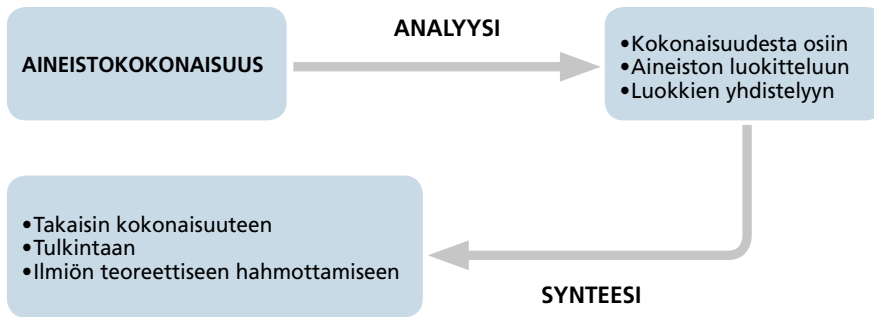 ANALYYSI
AINEISTOKOKONAISUUS
•Kokonaisuudesta osiin
•Aineiston luokitteluun
•Luokkien yhdistelyyn
•Takaisin kokonaisuuteen
•Tulkintaan
•Ilmiön teoreettiseen hahmottamiseen
SYNTEESI